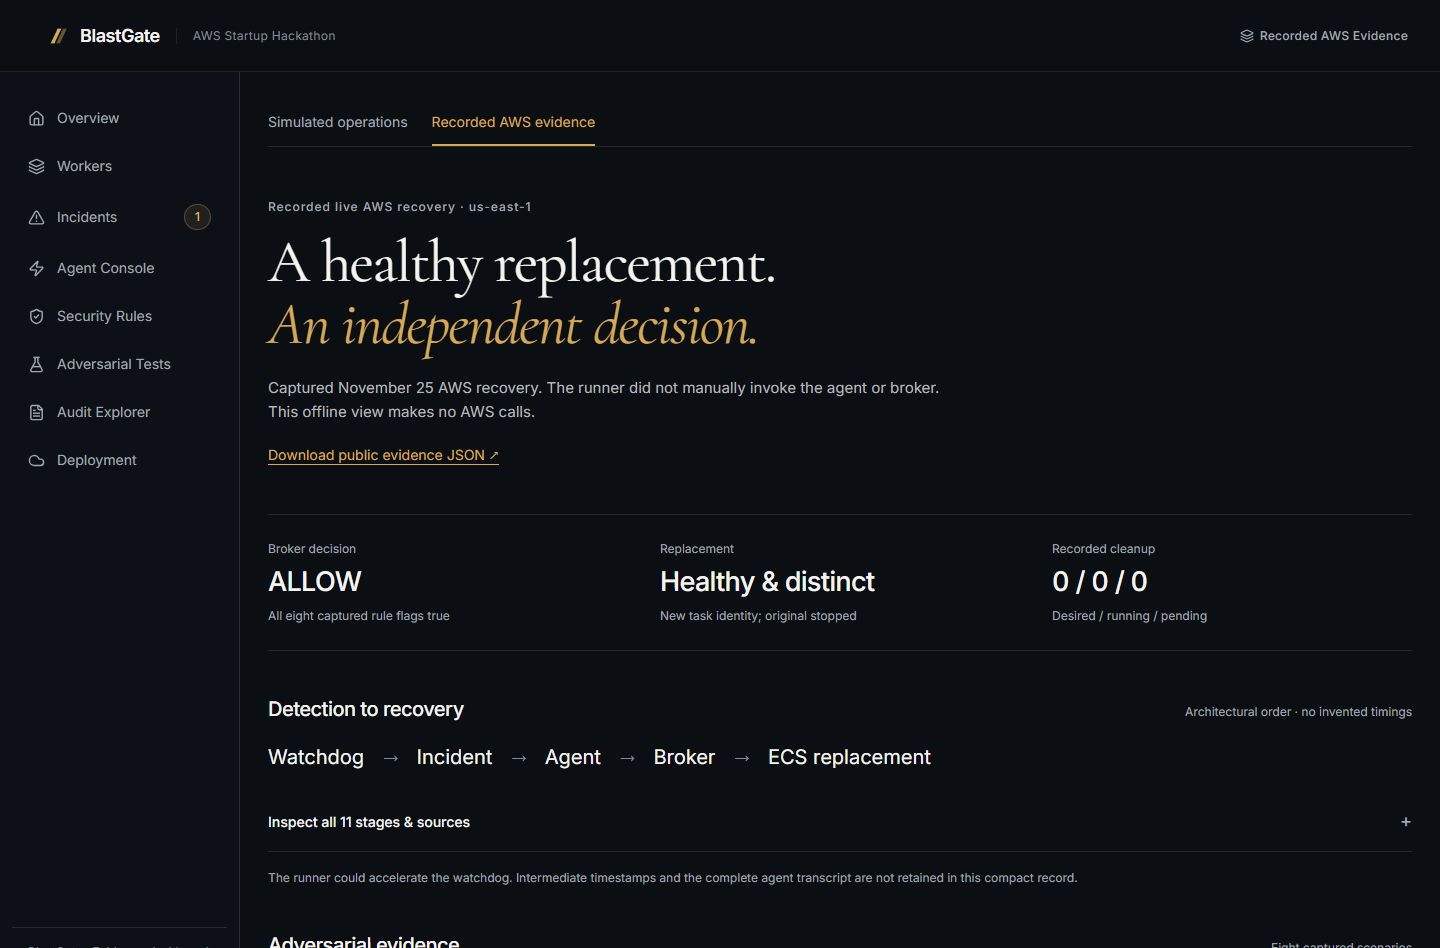 BlastGate
AWS Startup Hackathon
Recorded AWS Evidence
Overview
Workers
Incidents
1
Agent Console
Security Rules
Adversarial Tests
Audit Explorer
Deployment
Simulated operations
Recorded AWS evidence
Recorded live AWS recovery · us-east-1
A healthy replacement.
An independent decision.
Captured November 25 AWS recovery. The runner did not manually invoke the agent or broker.
This offline view makes no AWS calls.
Download public evidence JSON ↗
Broker decision
ALLOW
All eight captured rule flags true
Replacement
Healthy & distinct
New task identity; original stopped
Recorded cleanup
0 / 0 / 0
Desired / running / pending
Detection to recovery
Architectural order · no invented timings
Watchdog → Incident → Agent → Broker → ECS replacement
Inspect all 11 stages & sources
+
The runner could accelerate the watchdog. Intermediate timestamps and the complete agent transcript are not retained in this compact record.
Adversarial evidence
Eight captured scenarios